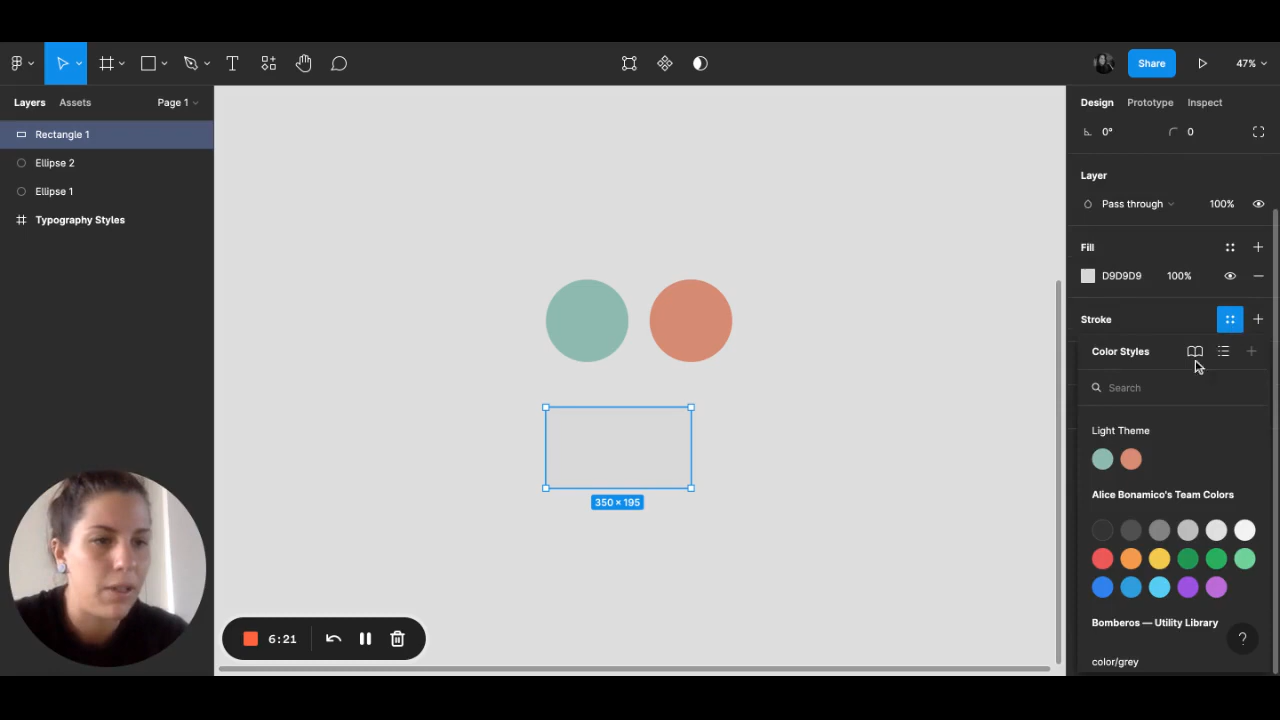 Share
47%
Layers
Assets
Page 1
Rectangle 1
Ellipse 2
Ellipse 1
Typography Styles
350 × 195
6:21
Design
Prototype
Inspect
0°
0
Layer
Pass through
100%
Fill
D9D9D9
100%
Stroke
Color Styles
Search
Light Theme
Alice Bonamico's Team Colors
Bomberos — Utility Library
?
color/grey